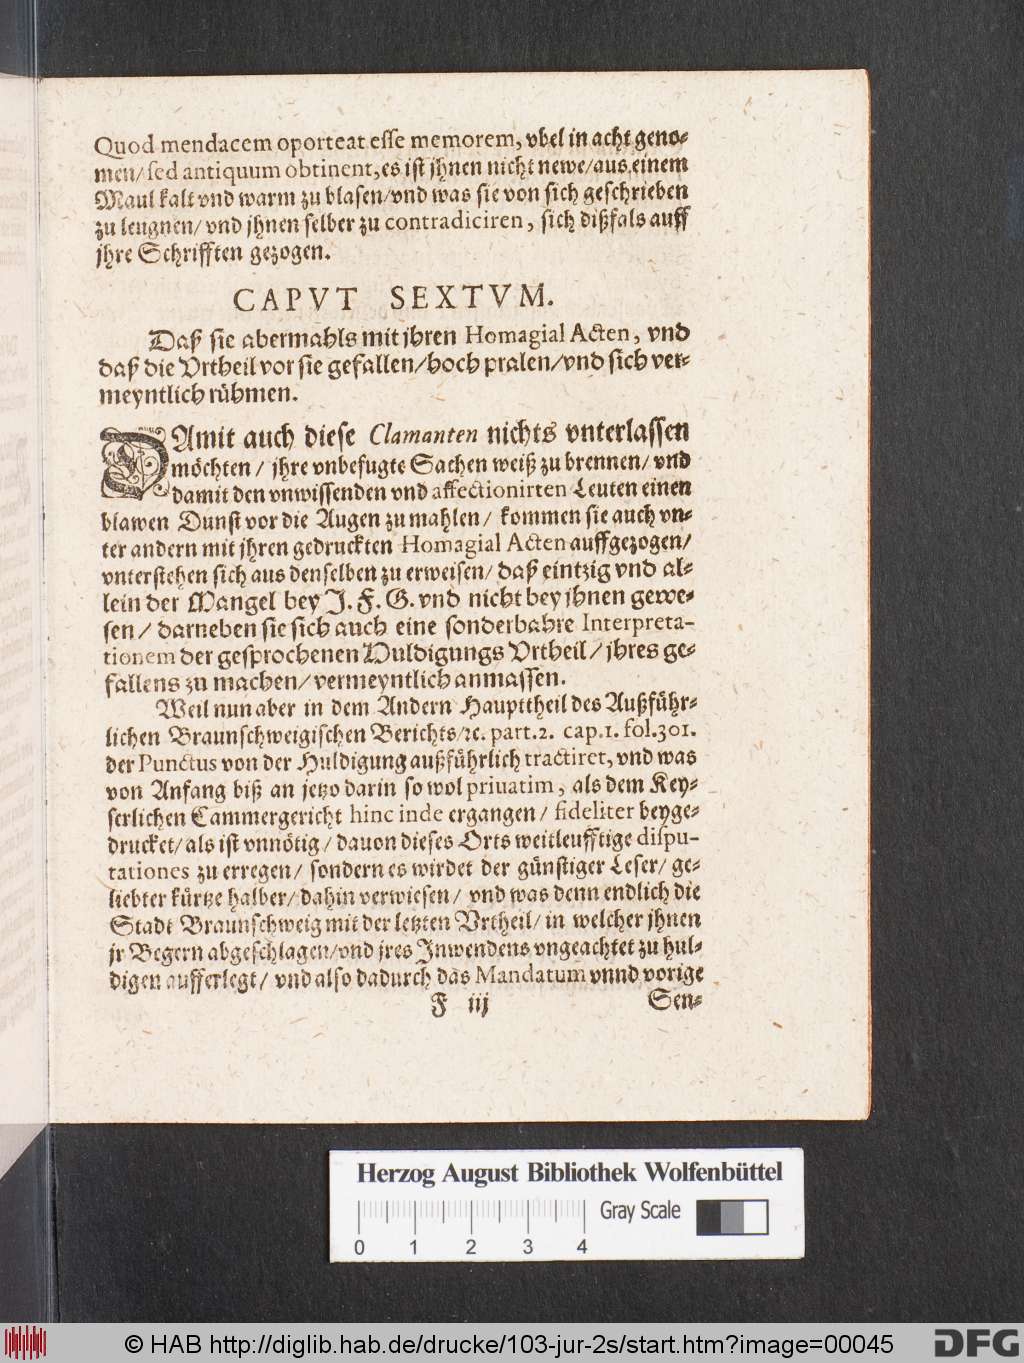 Quod mendacem oporteat esse memorem, vbel in acht geno-
men/ sed antiquum obtinent, es ist jhnen nicht newe/ aus einem
Maul kalt vnd warm zu blasen/ vnd was sie von sich geschrieben
zu leugnen/ vnd jhnen selber zu contradiciren, sich dißfals auff
jhre Schrifften gezogen.
CAPVT SEXTVM.
Daß sie abermahls mit jhren Homagial Acten, vnd
daß die Vrtheil vor sie gefallen/ hoch pralen/ vnd sich ver-
meyntlich rühmen.
DAmit auch diese Clamanten nichts vnterlassen
möchten/ jhre vnbefugte Sachen weiß zu brennen/ vnd
damit den vnwissenden vnd affectionirten Leuten einen
blawen Dunst vor die Augen zu mahlen/ kommen sie auch vn-
ter andern mit jhren gedruckten Homagial Acten auffgezogen/
vnterstehen sich aus denselben zu erweisen/ daß eintzig vnd al-
lein der Mangel bey J. F. G. vnd nicht bey jhnen gewe-
sen/ darneben sie sich auch eine sonderbahre Interpreta-
tionem der gesprochenen Huldigungs Vrtheil/ jhres ge-
fallens zu machen/ vermeyntlich anmassen.
Weil nun aber in dem Andern Haupttheil des Außführ-
lichen Braunschweigischen Berichts/ ꝛc. part. 2. cap. 1. fol. 301.
der Punctus von der Huldigung außführlich tractiret, vnd was
von Anfang biß an jetzo darin so wol priuatim, als dem Key-
serlichen Cammergericht hinc inde ergangen/ fideliter beyge-
drucket/ als ist vnnötig/ dauon dieses Orts weitleufftige dispu-
tationes zu erregen/ sondern es wirdet der günstiger Leser/ ge-
liebter kürtze halber/ dahin verwiesen/ vnd was denn endlich die
Stadt Braunschweig mit der letzten Vrtheil/ in welcher jhnen
jr Begern abgeschlagen/ vnd jres Inwendens vngeachtet zu hul-
digen aufferlegt/ vnd also dadurch das Mandatum vnnd vorige
F iij Sen-
Herzog August Bibliothek Wolfenbüttel
Gray Scale
0 1 2 3 4
© HAB http://diglib.hab.de/drucke/103-jur-2s/start.htm?image=00045
DFG